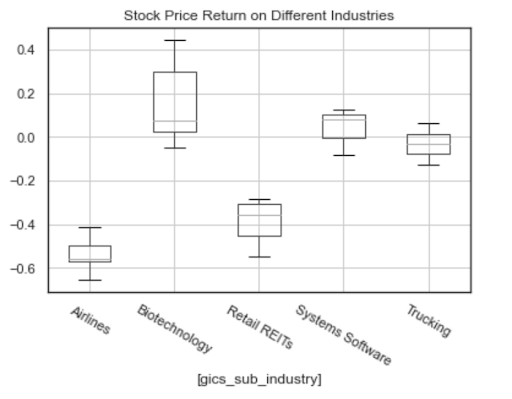 Stock Price Return on Different Industries
0.4
0.2
0.0
−0.2
−0.4
−0.6
Airlines
Biotechnology
Retail REITs
Systems Software
Trucking
[gics_sub_industry]